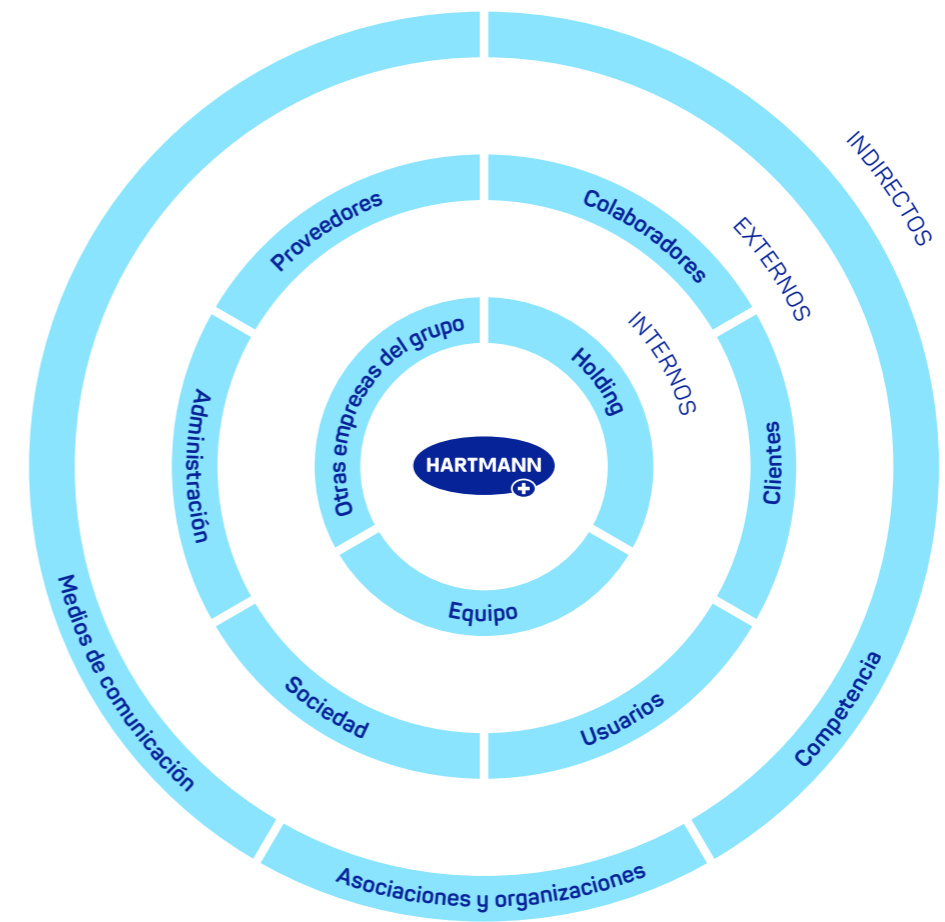 INDIRECTOS
EXTERNOS
INTERNOS
Proveedores
Colaboradores
Administración
Clientes
Sociedad
Usuarios
Otras empresas del grupo
Holding
Equipo
HARTMANN
Medios de comunicación
Competencia
Asociaciones y organizaciones